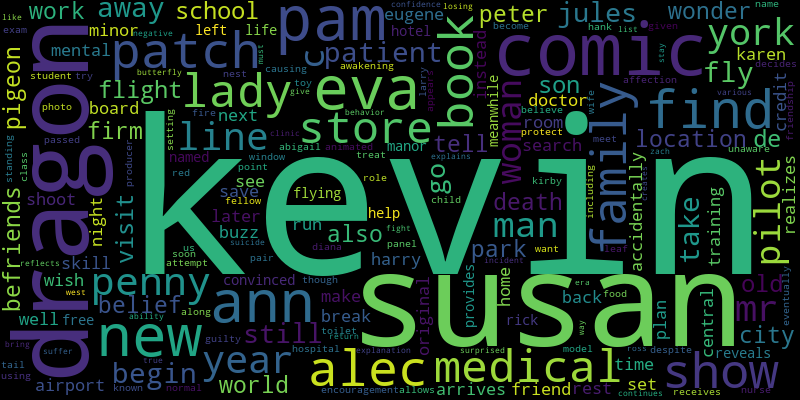 kevin
susan
dragon
comic
pam
patch
lady
eva
store
book
find
family
new
ann
alec
medical
show
penny
line
year
man
woman
pilot
york
fly
mr
work
away
school
minor
left
life
eugene
hotel
peter
jules
wonder
karen
mental
patient
son
doctor
room
credit
flight
firm
board
next
tell
location
de
search
death
also
go
take
training
realizes
accidentally
befriends
pigeon
shoot
night
visit
see
save
later
buzz
run
help
park
harry
wish
skill
belief
begin
still
well
free
world
airport
convinced
make
break
original
provides
home
back
rick
plan
central
old
city
reveals
time
set
rest
friend
arrives
receives
meanwhile
instead
flying
named
causing
setting
manor
abigail
animated
treat
role
point
window
clinic
behavior
awakening
confidence
losing
become
hank
list
given
name
decides
stay
affection
various
friendship
believe
protect
wife
meet
unaware
kirby
including
zach
creates
leaf
want
incident
child
explains
appears
larry
nest
toy
give
fire
butterfly
negative
must
try
student
exam
like
photo
class
standing
passed
producer
red
fellow
us
soon
attempt
suicide
pair
though
diana
panel
fight
era
food
way
surprised
model
ross
despite
continues
nurse
eventually
toilet
return
guilty
hospital
explanation
encouragement
allows
along
ability
true
normal
known
west
reflects
bring
suffer
tail
using